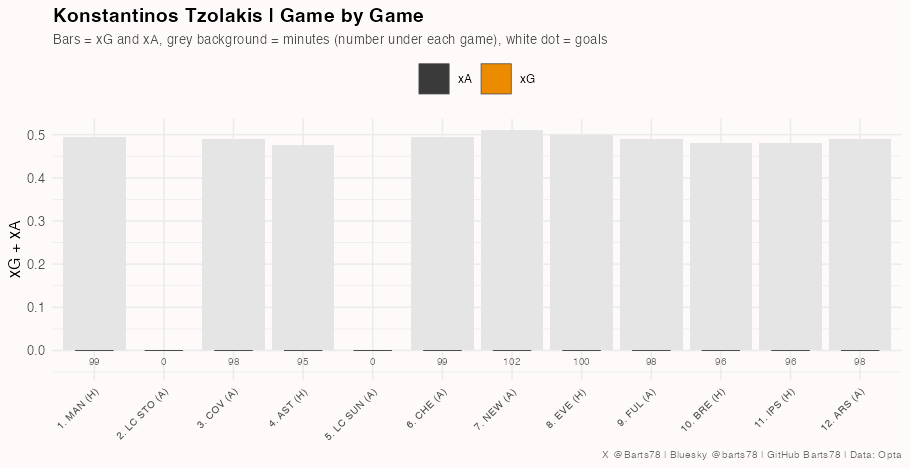 Konstantinos Tzolakis | Game by Game
Bars = xG and xA, grey background = minutes (number under each game), white dot = goals
xA xG
xG + xA
0.5
0.4
0.3
0.2
0.1
0.0
99 0 98 95 0 99 102 100 98 96 96 98
1. MAN (H)
2. LC STO (A)
3. COV (A)
4. AST (H)
5. LC SUN (A)
6. CHE (A)
7. NEW (A)
8. EVE (H)
9. FUL (A)
10. BRE (H)
11. IPS (H)
12. ARS (A)
X @Barts78 | Bluesky @barts78 | GitHub Barts78 | Data: Opta